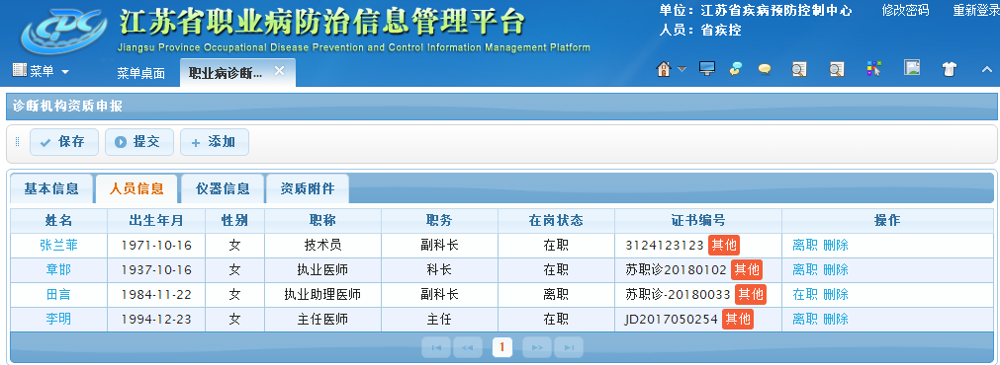 CPC 江苏省职业病防治信息管理平台
Jiangsu Province Occupational Disease Prevention and Control Information Management Platform
单位：江苏省疾病预防控制中心 修改密码 重新登录
人员：省疾控
菜单 菜单桌面 职业病诊断...
诊断机构资质申报
保存 提交 添加
基本信息 人员信息 仪器信息 资质附件
姓名 出生年月 性别 职称 职务 在岗状态 证书编号 操作
张兰菲 1971-10-16 女 技术员 副科长 在职 3124123123 其他 离职 删除
章邯 1937-10-16 女 执业医师 科长 在职 苏职诊20180102 其他 离职 删除
田言 1984-11-22 女 执业助理医师 副科长 离职 苏职诊-20180033 其他 在职 删除
李明 1994-12-23 女 主任医师 主任 在职 JD2017050254 其他 离职 删除
1